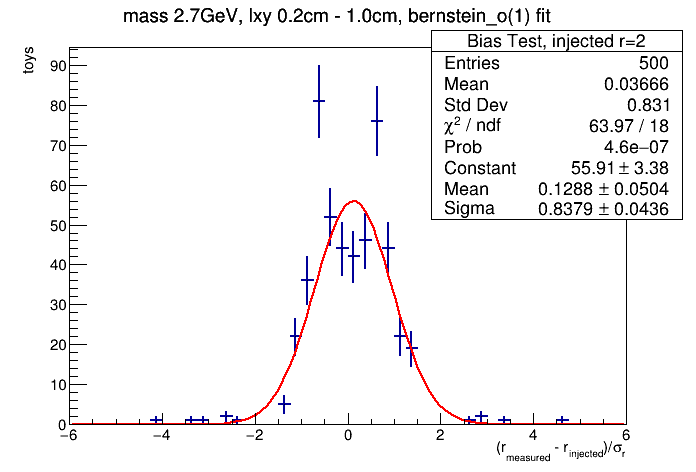 mass 2.7GeV, lxy 0.2cm - 1.0cm, bernstein_o(1) fit
Bias Test, injected r=2
Entries 500
Mean 0.03666
Std Dev 0.831
χ² / ndf 63.97 / 18
Prob 4.6e−07
Constant 55.91 ± 3.38
Mean 0.1288 ± 0.0504
Sigma 0.8379 ± 0.0436
toys
90
80
70
60
50
40
30
20
10
0
−6 −4 −2 0 2 4 6
(r_measured - r_injected)/σ_r